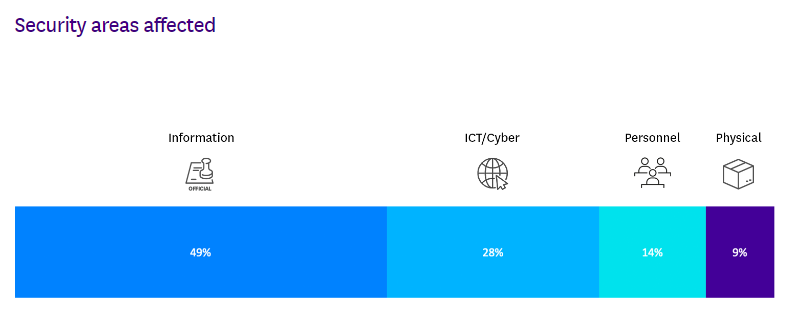 Security areas affected
Information
ICT/Cyber
Personnel
Physical
OFFICIAL
49%
28%
14%
9%